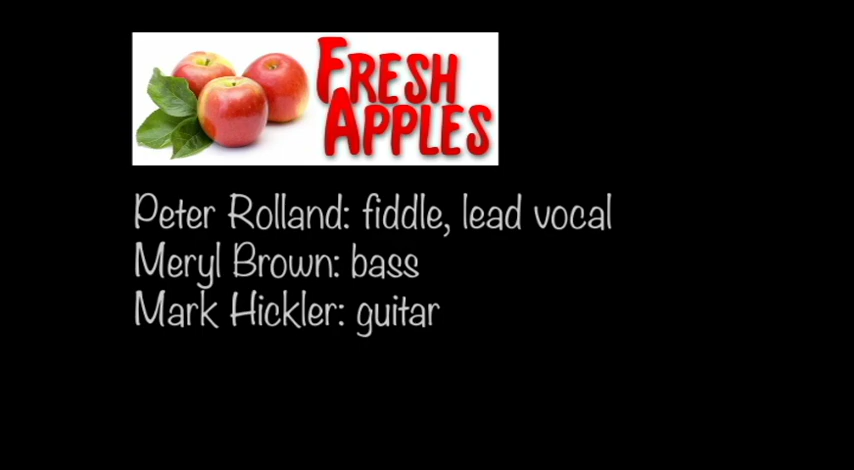 FRESH
APPLES
Peter Rolland: fiddle, lead vocal
Meryl Brown: bass
Mark Hickler: guitar